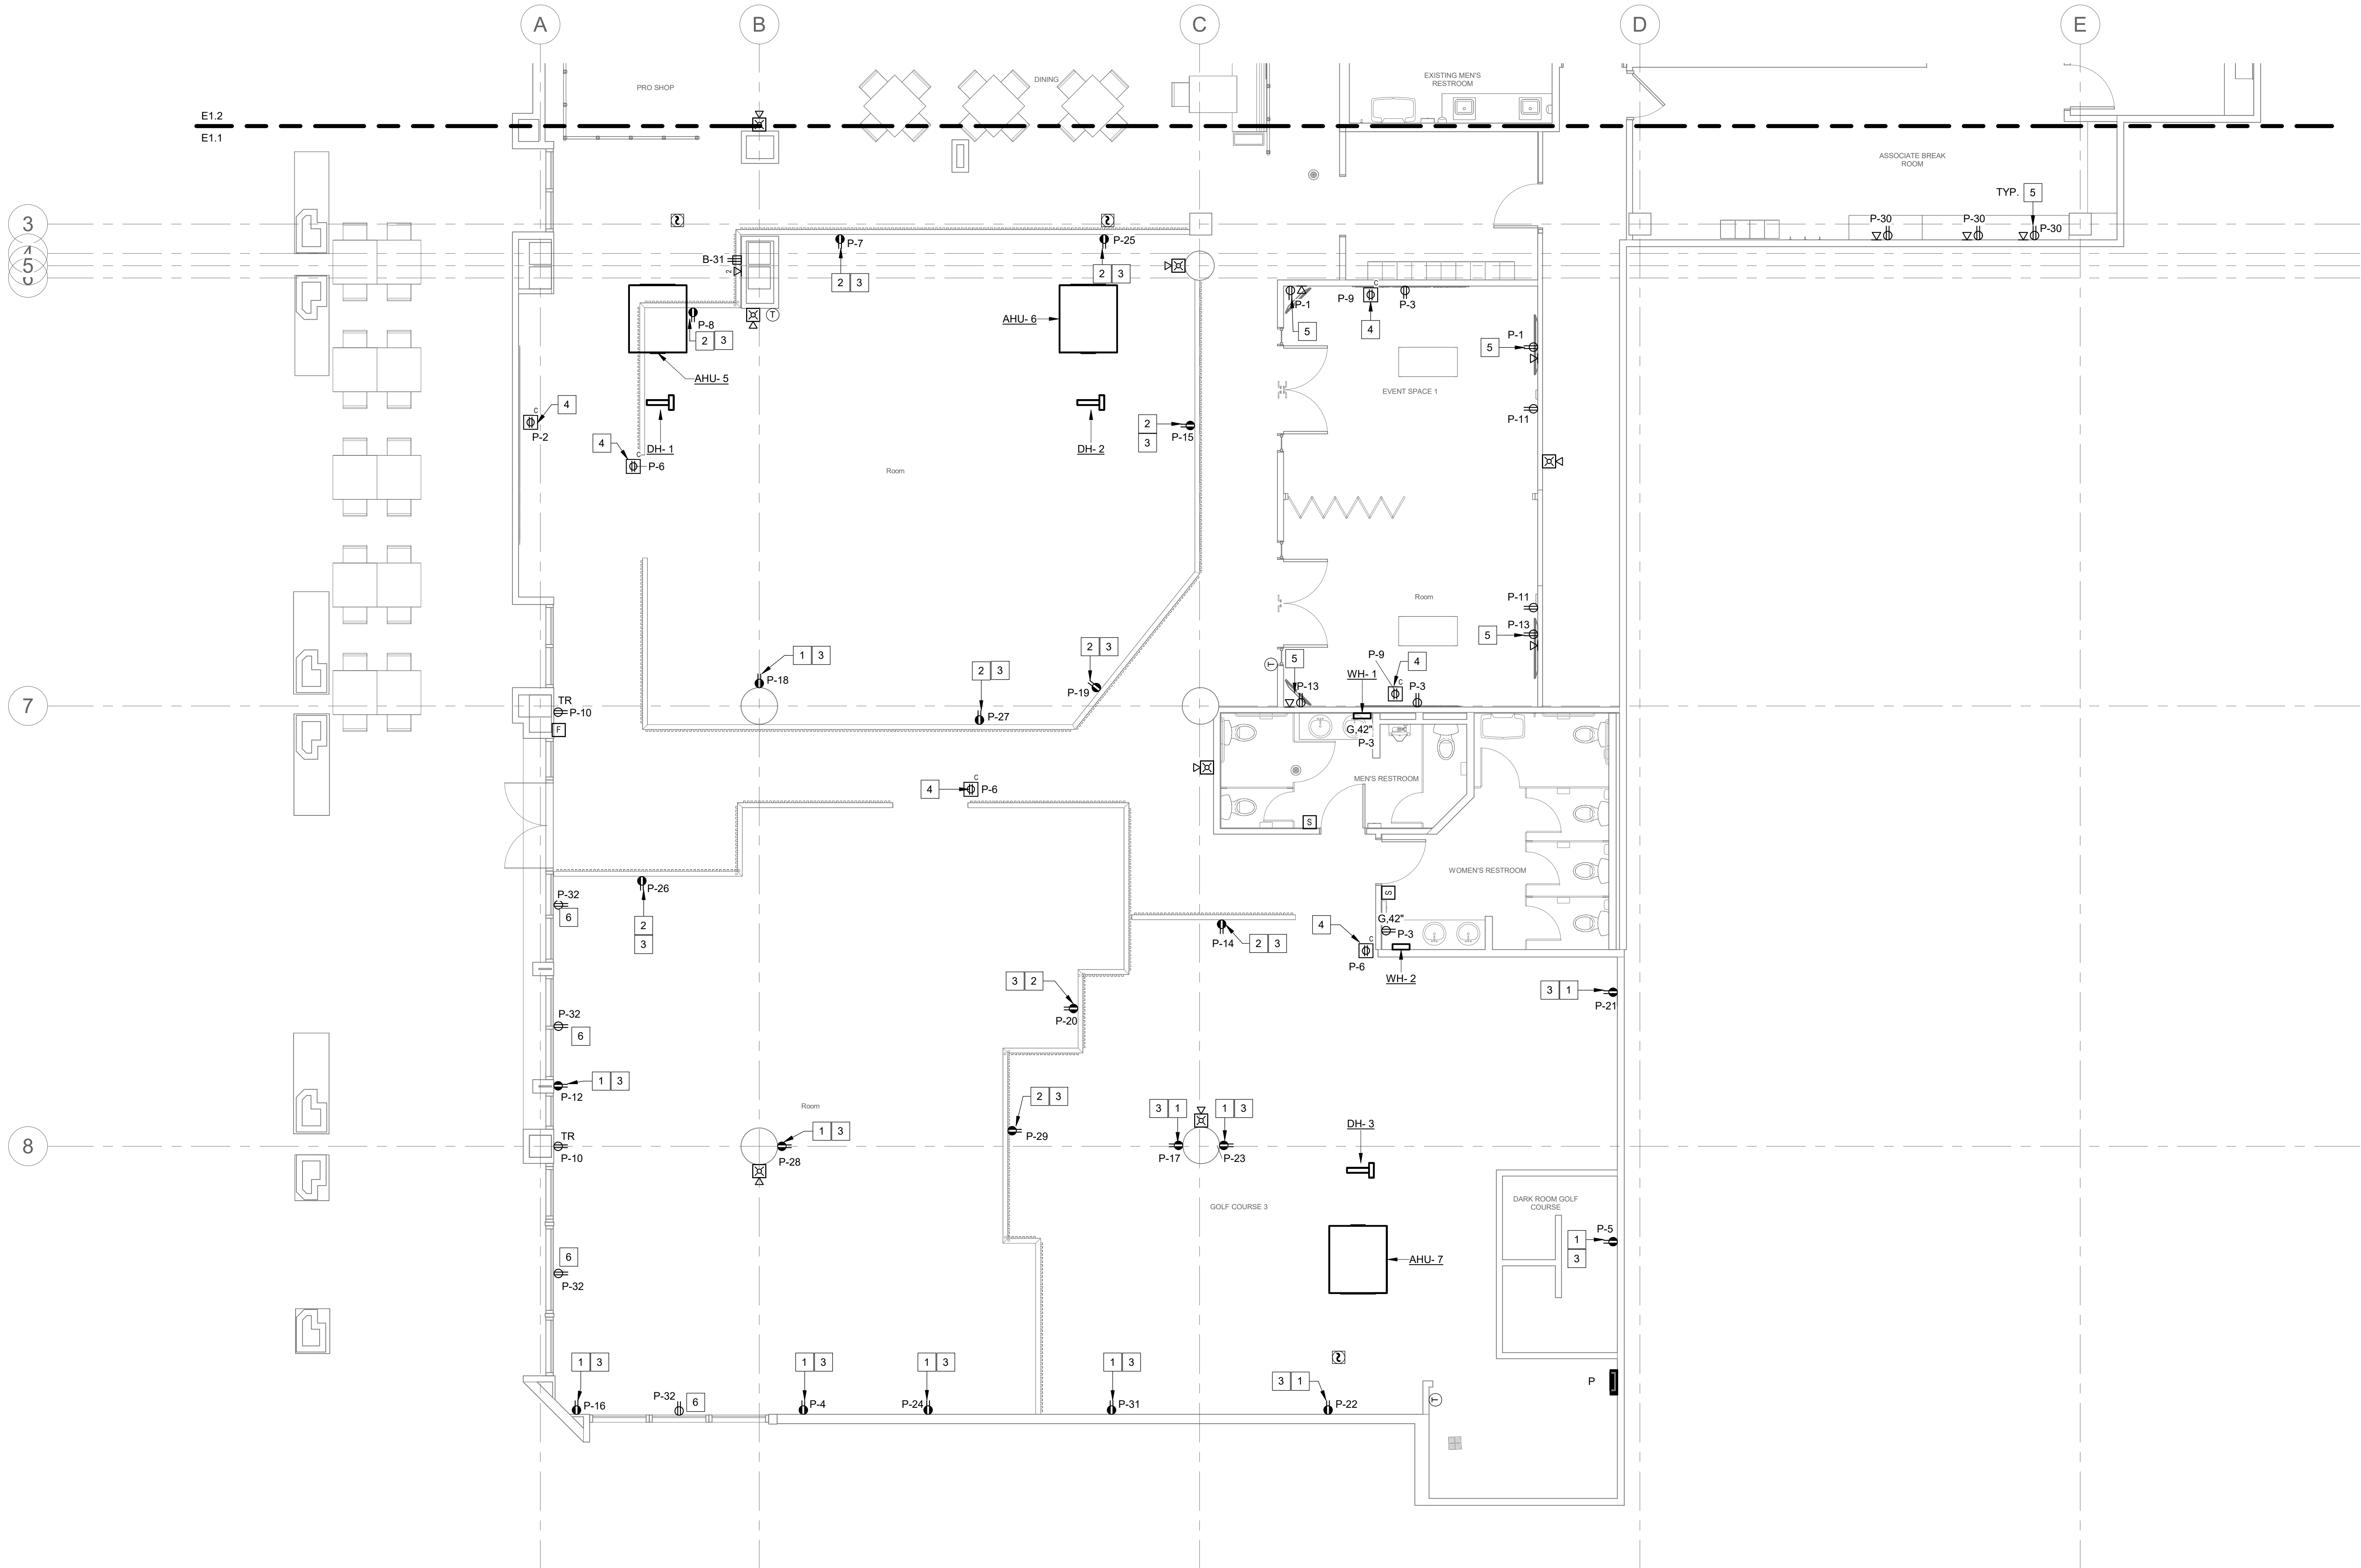 A
B
C
D
E
PRO SHOP
DINING
EXISTING MEN'S
RESTROOM
E1.2
E1.1
ASSOCIATE BREAK
ROOM
TYP. 5
3
P-30
P-30
P-30
4
5
6
P-7
P-25
B-31
2
2 3
2 3
P-1
5
P-9
C
4
P-3
P-8
2 3
T
AHU- 6
P-1
5
AHU- 5
EVENT SPACE 1
C
4
P-2
P-11
2
3
P-15
4
C
P-6
DH- 1
DH- 2
Room
P-11
Room
P-13
5
1 3
P-18
2 3
P-19
2 3
P-27
T
5
P-13
P-9
4
C
WH- 1
P-3
7
TR
P-10
F
G,42"
P-3
MEN'S RESTROOM
4
C
P-6
S
P-26
2
3
P-32
6
WOMEN'S RESTROOM
S
G,42"
P-3
P-14
2 3
4
C
P-6
WH- 2
3 2
P-20
3 1
P-21
P-32
6
1 3
P-12
2 3
P-29
Room
3 1
1 3
P-17
P-23
DH- 3
8
TR
P-10
1 3
P-28
GOLF COURSE 3
DARK ROOM GOLF
COURSE
P-5
1
3
6
P-32
AHU- 7
1 3
P-16
P-32
6
1 3
P-4
1 3
P-24
1 3
P-31
3 1
P-22
P
T